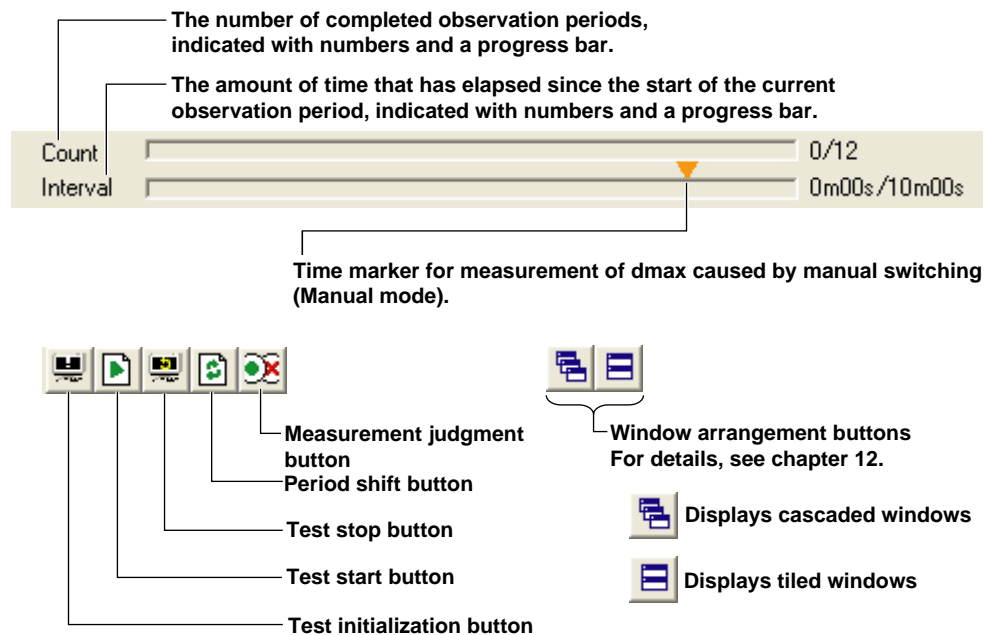 The number of completed observation periods,
indicated with numbers and a progress bar.
The amount of time that has elapsed since the start of the current
observation period, indicated with numbers and a progress bar.
Count 0/12
Interval 0m00s/10m00s
Time marker for measurement of dmax caused by manual switching
(Manual mode).
Measurement judgment
button
Period shift button
Test stop button
Test start button
Test initialization button
Window arrangement buttons
For details, see chapter 12.
Displays cascaded windows
Displays tiled windows